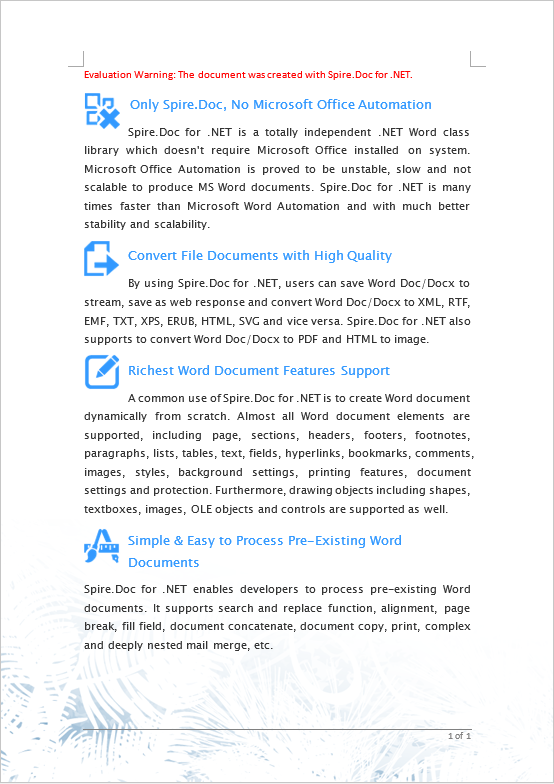 Evaluation Warning: The document was created with Spire.Doc for .NET.
Only Spire.Doc, No Microsoft Office Automation
Spire.Doc for .NET is a totally independent .NET Word class
library which doesn't require Microsoft Office installed on system.
Microsoft Office Automation is proved to be unstable, slow and not
scalable to produce MS Word documents. Spire.Doc for .NET is many
times faster than Microsoft Word Automation and with much better
stability and scalability.
Convert File Documents with High Quality
By using Spire.Doc for .NET, users can save Word Doc/Docx to
stream, save as web response and convert Word Doc/Docx to XML, RTF,
EMF, TXT, XPS, ERUB, HTML, SVG and vice versa. Spire.Doc for .NET also
supports to convert Word Doc/Docx to PDF and HTML to image.
Richest Word Document Features Support
A common use of Spire.Doc for .NET is to create Word document
dynamically from scratch. Almost all Word document elements are
supported, including page, sections, headers, footers, footnotes,
paragraphs, lists, tables, text, fields, hyperlinks, bookmarks, comments,
images, styles, background settings, printing features, document
settings and protection. Furthermore, drawing objects including shapes,
textboxes, images, OLE objects and controls are supported as well.
Simple & Easy to Process Pre-Existing Word
Documents
Spire.Doc for .NET enables developers to process pre-existing Word
documents. It supports search and replace function, alignment, page
break, fill field, document concatenate, document copy, print, complex
and deeply nested mail merge, etc.
1 of 1